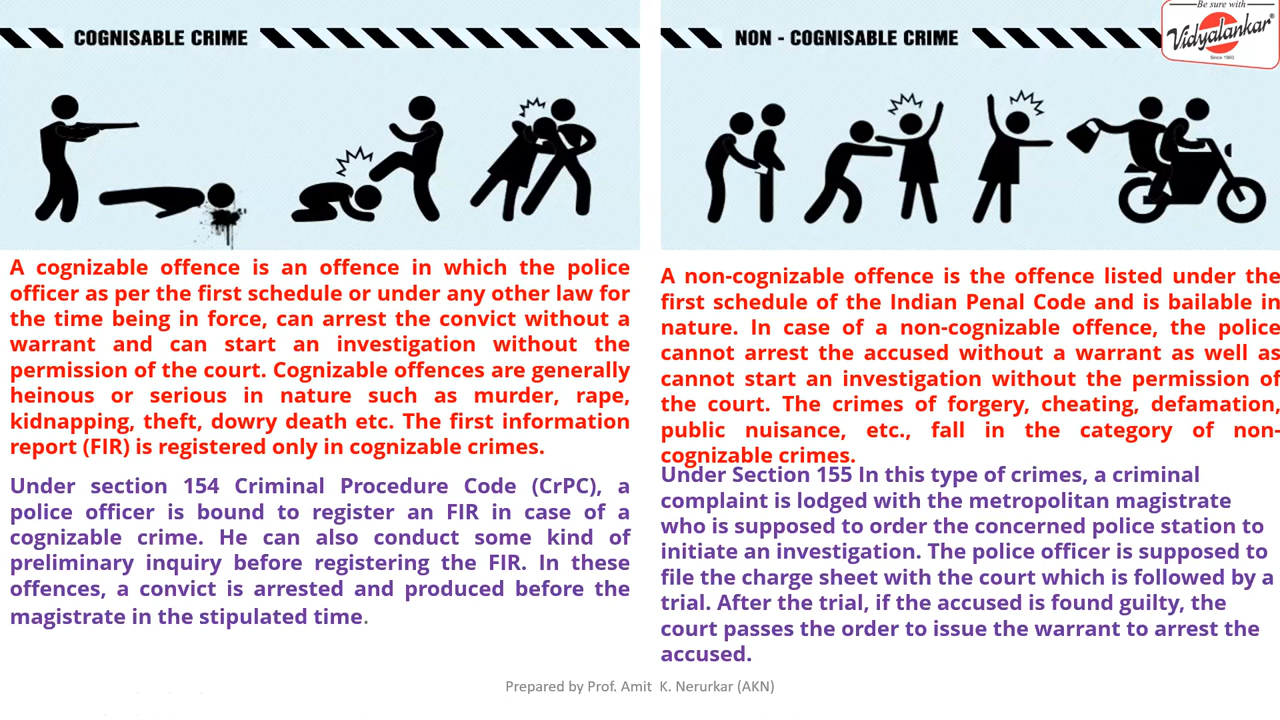 COGNISABLE CRIME
A cognizable offence is an offence in which the police
officer as per the first schedule or under any other law for
the time being in force, can arrest the convict without a
warrant and can start an investigation without the
permission of the court. Cognizable offences are generally
heinous or serious in nature such as murder, rape,
kidnapping, theft, dowry death etc. The first information
report (FIR) is registered only in cognizable crimes.
Under section 154 Criminal Procedure Code (CrPC), a
police officer is bound to register an FIR in case of a
cognizable crime. He can also conduct some kind of
preliminary inquiry before registering the FIR. In these
offences, a convict is arrested and produced before the
magistrate in the stipulated time.
NON - COGNISABLE CRIME
Be sure with
Vidyalankar®
Since 1960
A non-cognizable offence is the offence listed under the
first schedule of the Indian Penal Code and is bailable in
nature. In case of a non-cognizable offence, the police
cannot arrest the accused without a warrant as well as
cannot start an investigation without the permission of
the court. The crimes of forgery, cheating, defamation,
public nuisance, etc., fall in the category of non-
cognizable crimes.
Under Section 155 In this type of crimes, a criminal
complaint is lodged with the metropolitan magistrate
who is supposed to order the concerned police station to
initiate an investigation. The police officer is supposed to
file the charge sheet with the court which is followed by a
trial. After the trial, if the accused is found guilty, the
court passes the order to issue the warrant to arrest the
accused.
Prepared by Prof. Amit K. Nerurkar (AKN)